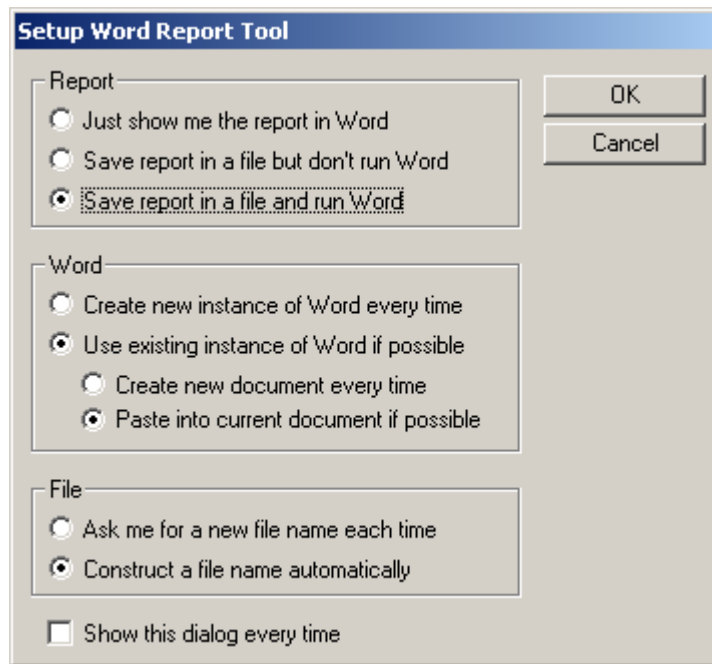 Setup Word Report Tool
Report
Just show me the report in Word
Save report in a file but don't run Word
Save report in a file and run Word
OK
Cancel
Word
Create new instance of Word every time
Use existing instance of Word if possible
Create new document every time
Paste into current document if possible
File
Ask me for a new file name each time
Construct a file name automatically
Show this dialog every time